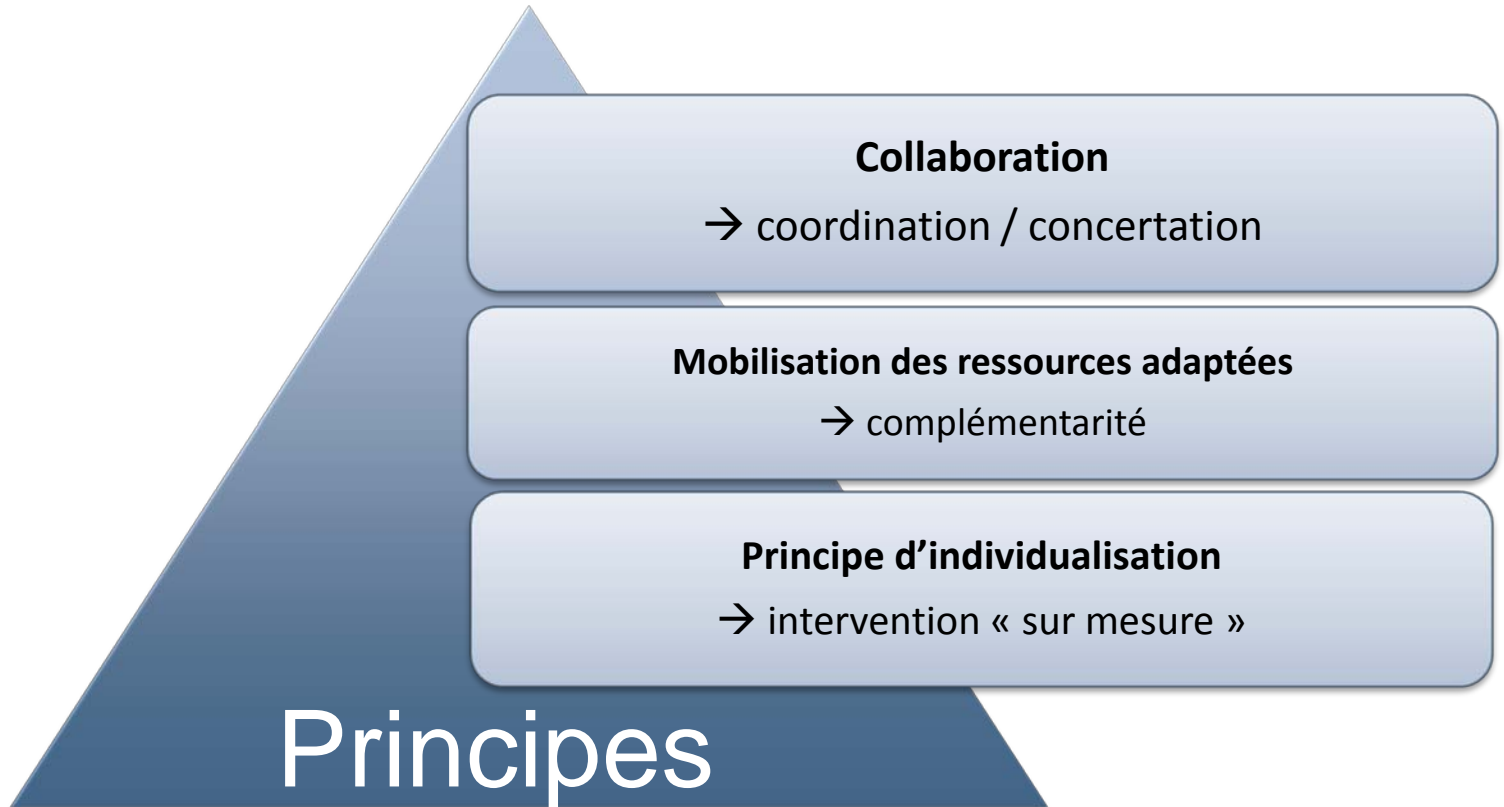 Collaboration
→ coordination / concertation
Mobilisation des ressources adaptées
→ complémentarité
Principe d’individualisation
→ intervention « sur mesure »
Principes